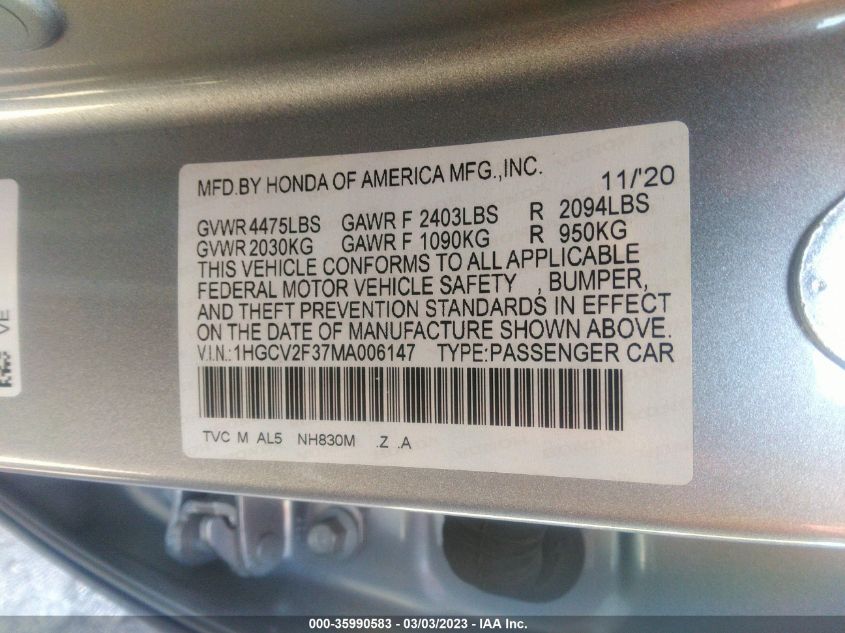 MFD.BY HONDA OF AMERICA MFG.,INC. 11/'20
GVWR 4475LBS GAWR F 2403LBS R 2094LBS
GVWR 2030KG GAWR F 1090KG R 950KG
THIS VEHICLE CONFORMS TO ALL APPLICABLE
FEDERAL MOTOR VEHICLE SAFETY , BUMPER,
AND THEFT PREVENTION STANDARDS IN EFFECT
ON THE DATE OF MANUFACTURE SHOWN ABOVE.
V.I.N.:1HGCV2F37MA006147 TYPE:PASSENGER CAR
TVC M AL5 NH830M .Z .A
VE
000-35990583 / 03/03/2023 — IAA Inc.